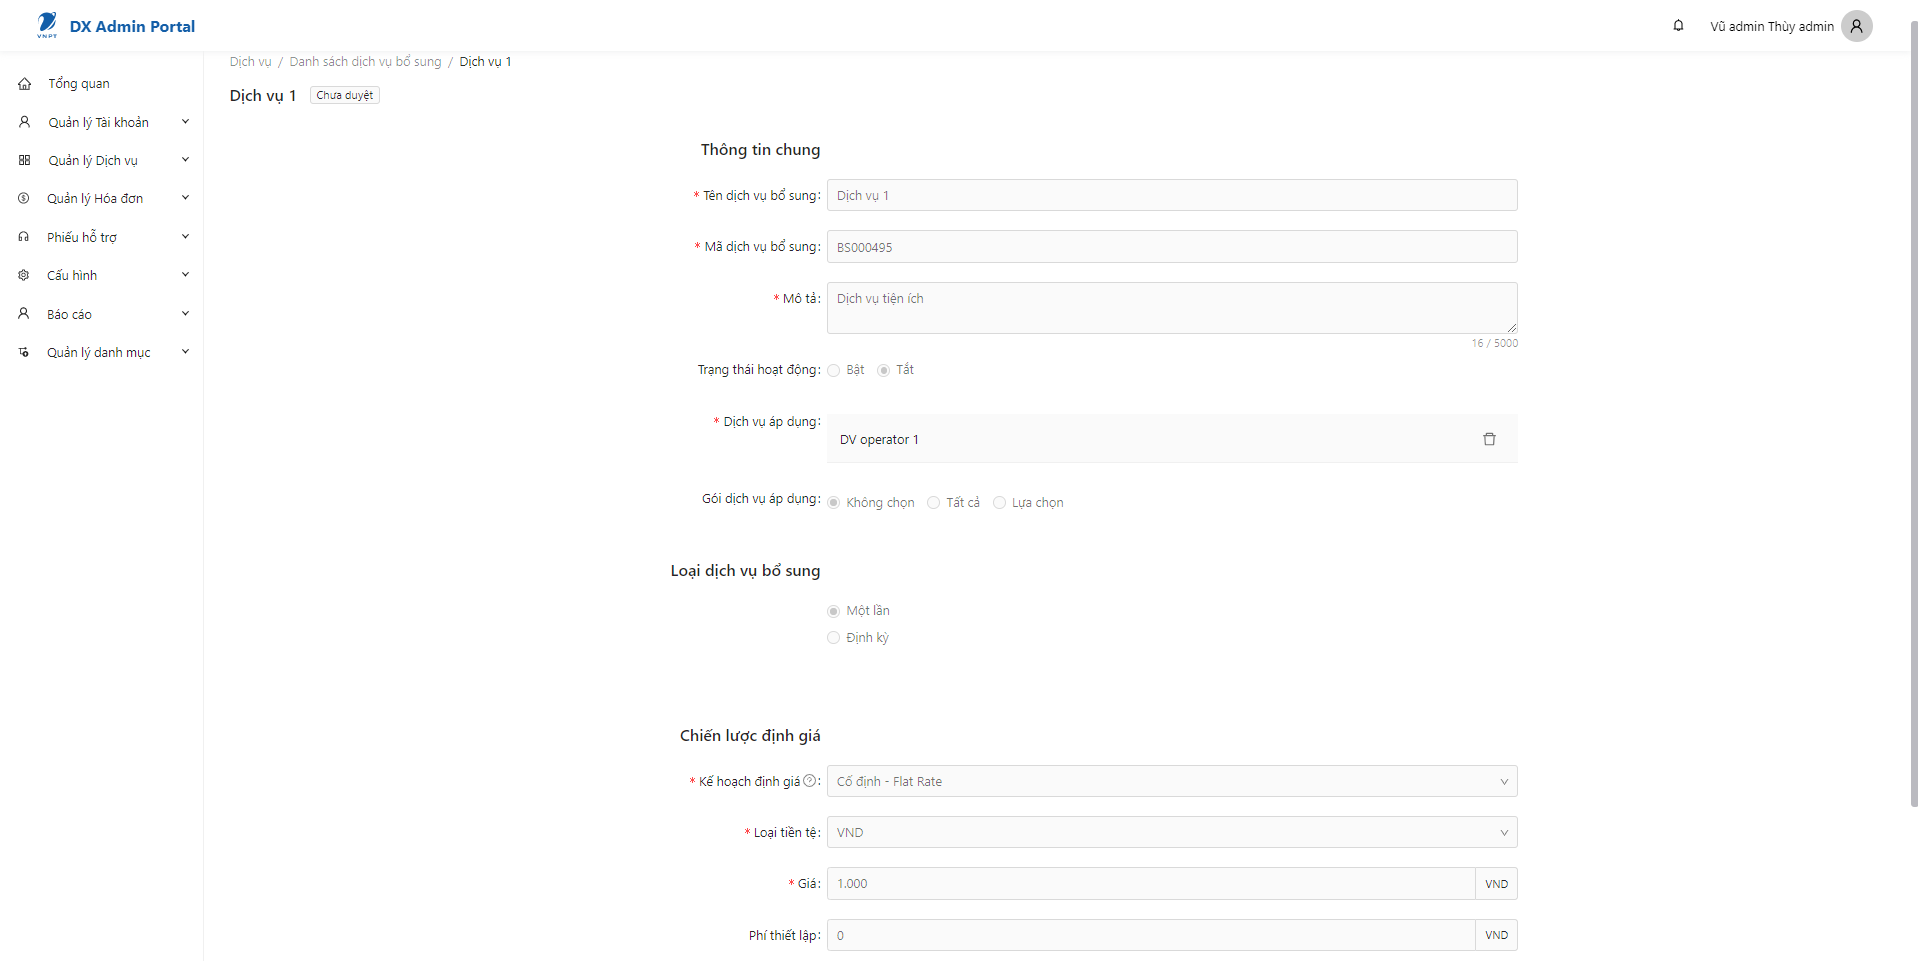 VNPT
DX Admin Portal
Vũ admin Thùy admin
Tổng quan
Quản lý Tài khoản
Quản lý Dịch vụ
Quản lý Hóa đơn
Phiếu hỗ trợ
Cấu hình
Báo cáo
Quản lý danh mục
Dịch vụ / Danh sách dịch vụ bổ sung / Dịch vụ 1
Dịch vụ 1 Chưa duyệt
Thông tin chung
* Tên dịch vụ bổ sung: Dịch vụ 1
* Mã dịch vụ bổ sung: BS000495
* Mô tả: Dịch vụ tiện ích
16 / 5000
Trạng thái hoạt động: Bật Tắt
* Dịch vụ áp dụng:
DV operator 1
Gói dịch vụ áp dụng: Không chọn Tất cả Lựa chọn
Loại dịch vụ bổ sung
Một lần
Định kỳ
Chiến lược định giá
* Kế hoạch định giá : Cố định - Flat Rate
* Loại tiền tệ: VND
* Giá: 1.000 VND
Phí thiết lập: 0 VND